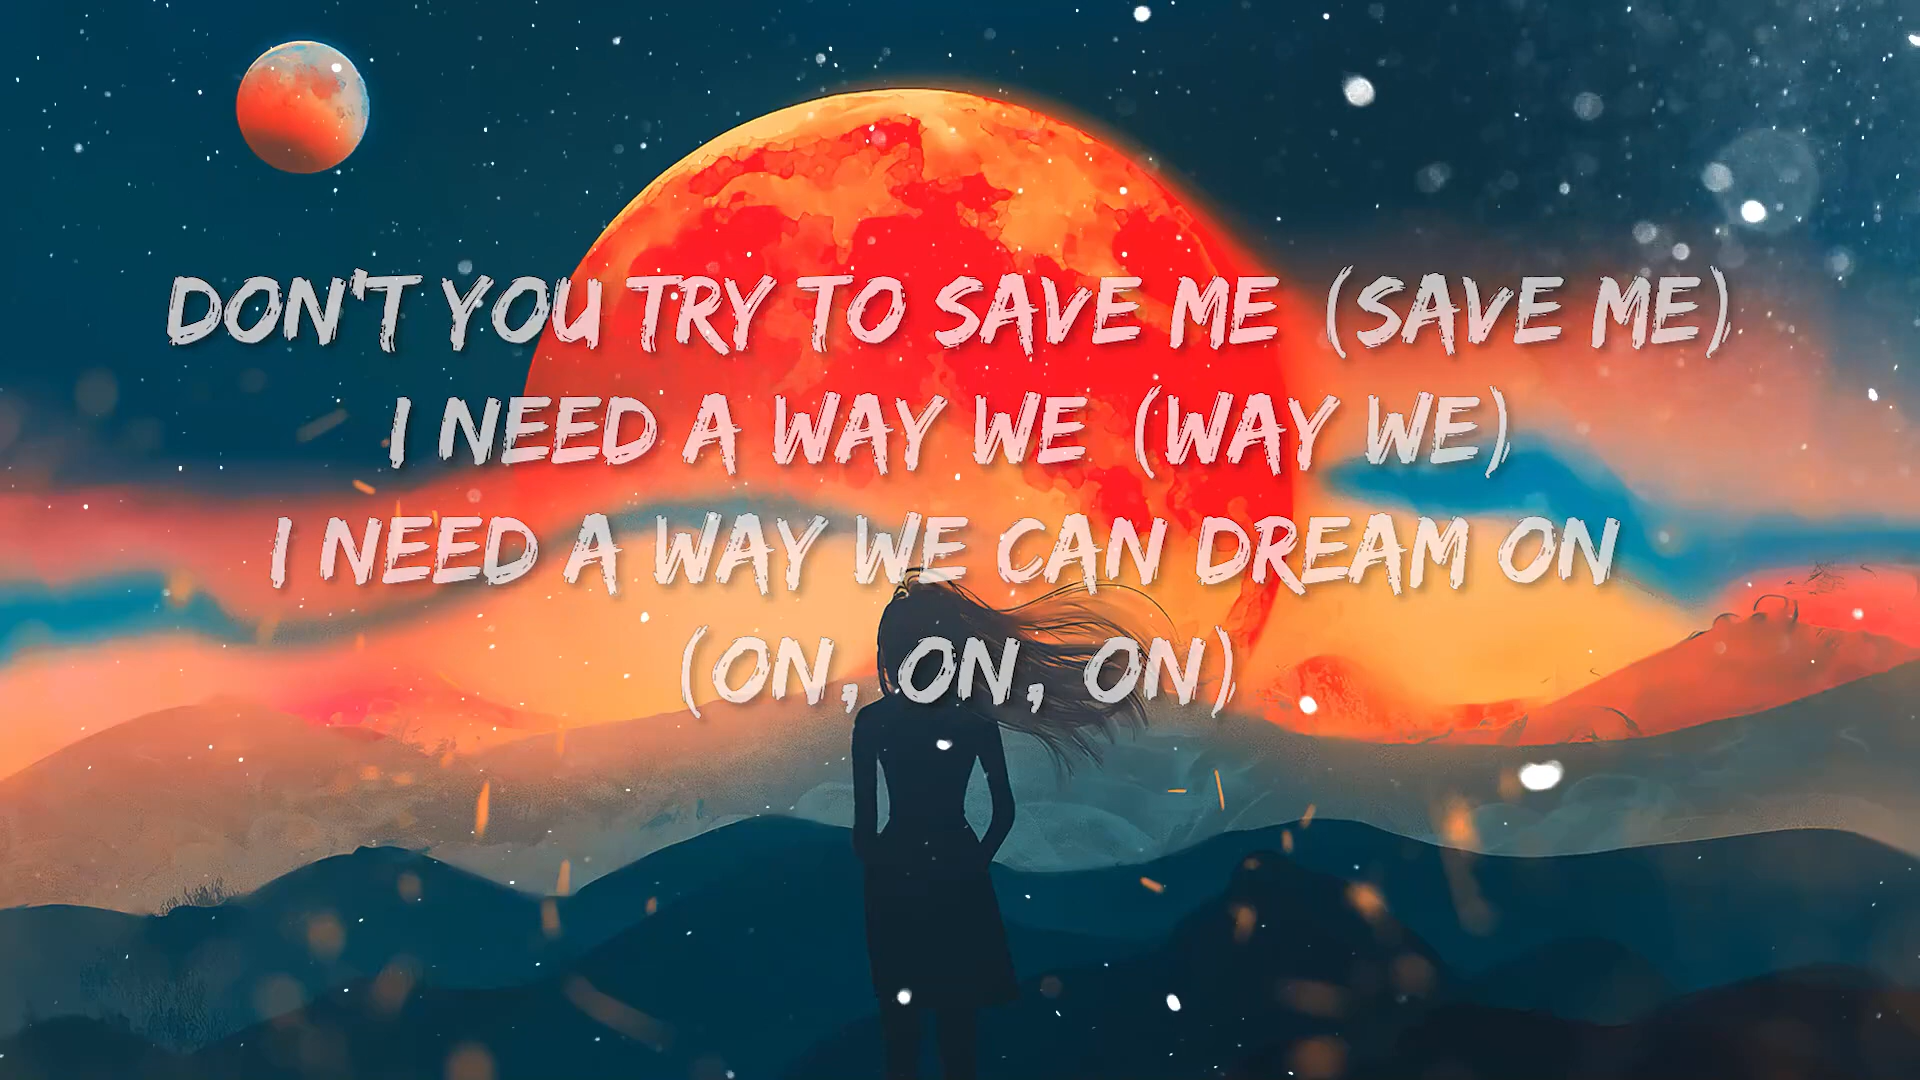 DON'T YOU TRY TO SAVE ME (SAVE ME)
I NEED A WAY WE (WAY WE)
I NEED A WAY WE CAN DREAM ON
(ON, ON, ON)